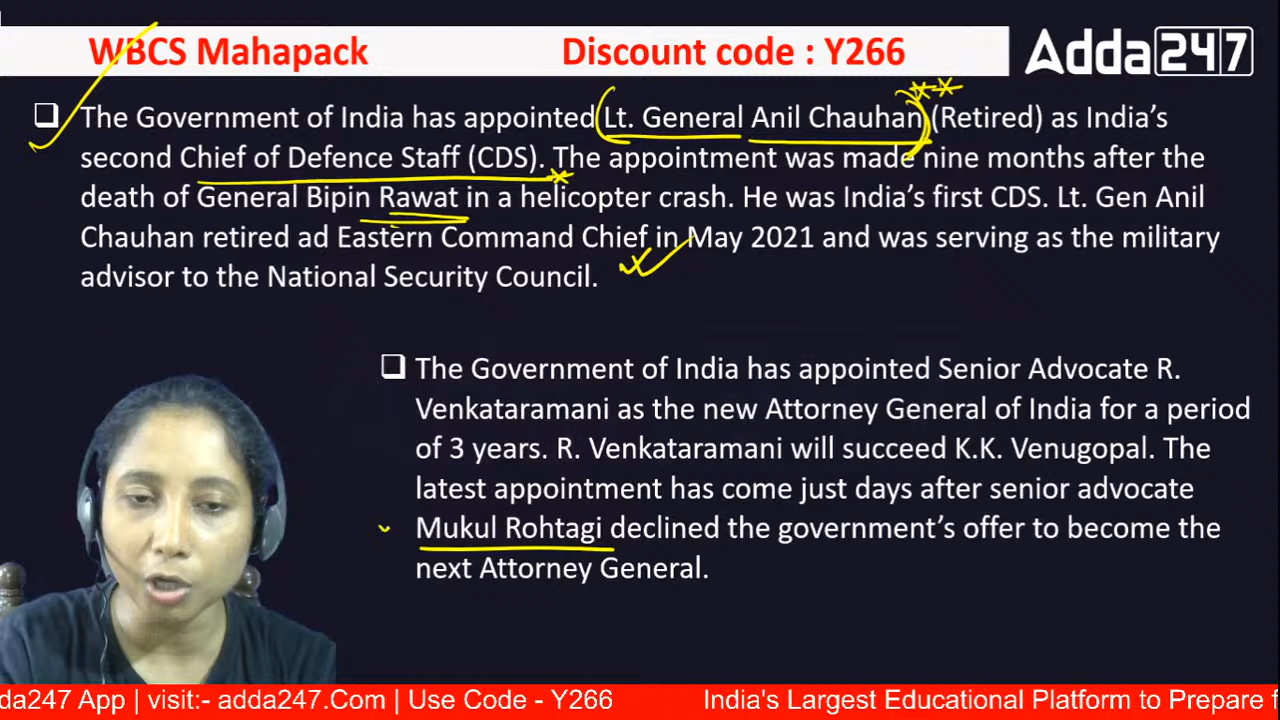 WBCS Mahapack
Discount code : Y266
Adda247
The Government of India has appointed Lt. General Anil Chauhan (Retired) as India's
second Chief of Defence Staff (CDS). The appointment was made nine months after the
death of General Bipin Rawat in a helicopter crash. He was India's first CDS. Lt. Gen Anil
Chauhan retired ad Eastern Command Chief in May 2021 and was serving as the military
advisor to the National Security Council.
The Government of India has appointed Senior Advocate R.
Venkataramani as the new Attorney General of India for a period
of 3 years. R. Venkataramani will succeed K.K. Venugopal. The
latest appointment has come just days after senior advocate
Mukul Rohtagi declined the government's offer to become the
next Attorney General.
da247 App | visit:- adda247.Com | Use Code - Y266 India's Largest Educational Platform to Prepare f